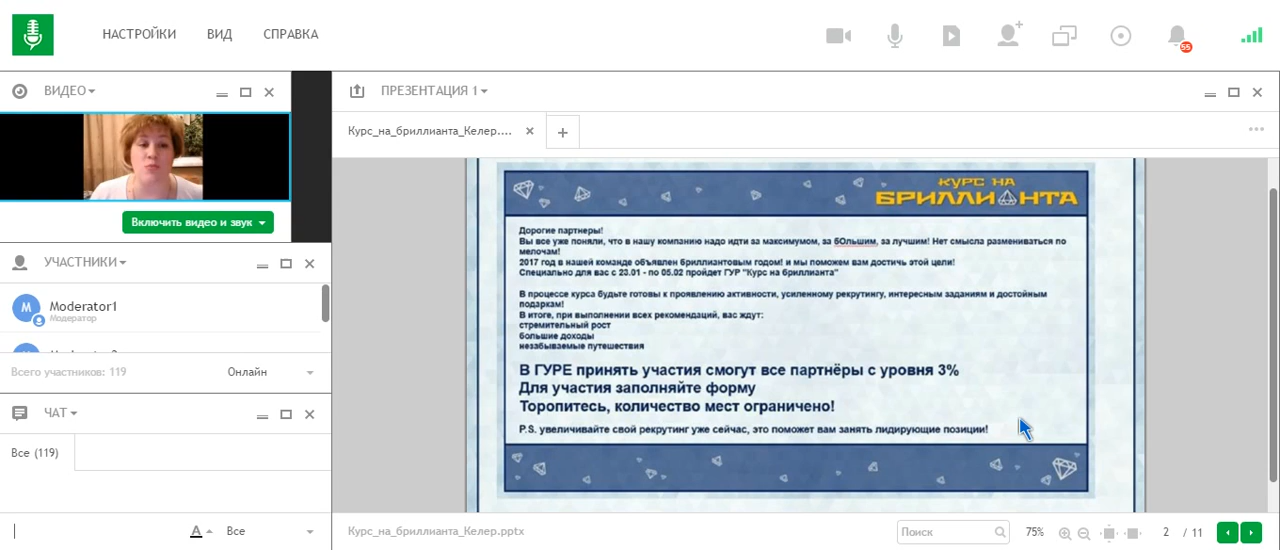 НАСТРОЙКИ ВИД СПРАВКА
55
ВИДЕО
Включить видео и звук
УЧАСТНИКИ
M
Moderator1
Модератор
Всего участников: 119 Онлайн
ЧАТ
Все (119)
A Все
ПРЕЗЕНТАЦИЯ 1
Курс_на_бриллианта_Келер....
КУРС НА
БРИЛЛИАНТА
Дорогие партнеры!
Вы все уже поняли, что в нашу компанию надо идти за максимумом, за бОльшим, за лучшим! Нет смысла размениваться по
мелочам!
2017 год в нашей команде объявлен бриллиантовым годом! и мы поможем вам достичь этой цели!
Специально для вас с 23.01 - по 05.02 пройдет ГУР "Курс на бриллианта"
В процессе курса будьте готовы к проявлению активности, усиленному рекрутингу, интересным заданиям и достойным
подаркам!
В итоге, при выполнении всех рекомендаций, вас ждут:
стремительный рост
большие доходы
незабываемые путешествия
В ГУРЕ принять участия смогут все партнёры с уровня 3%
Для участия заполняйте форму
Торопитесь, количество мест ограничено!
P.S. увеличивайте свой рекрутинг уже сейчас, это поможет вам занять лидирующие позиции!
Курс_на_бриллианта_Келер.pptx
Поиск
75%
2 / 11